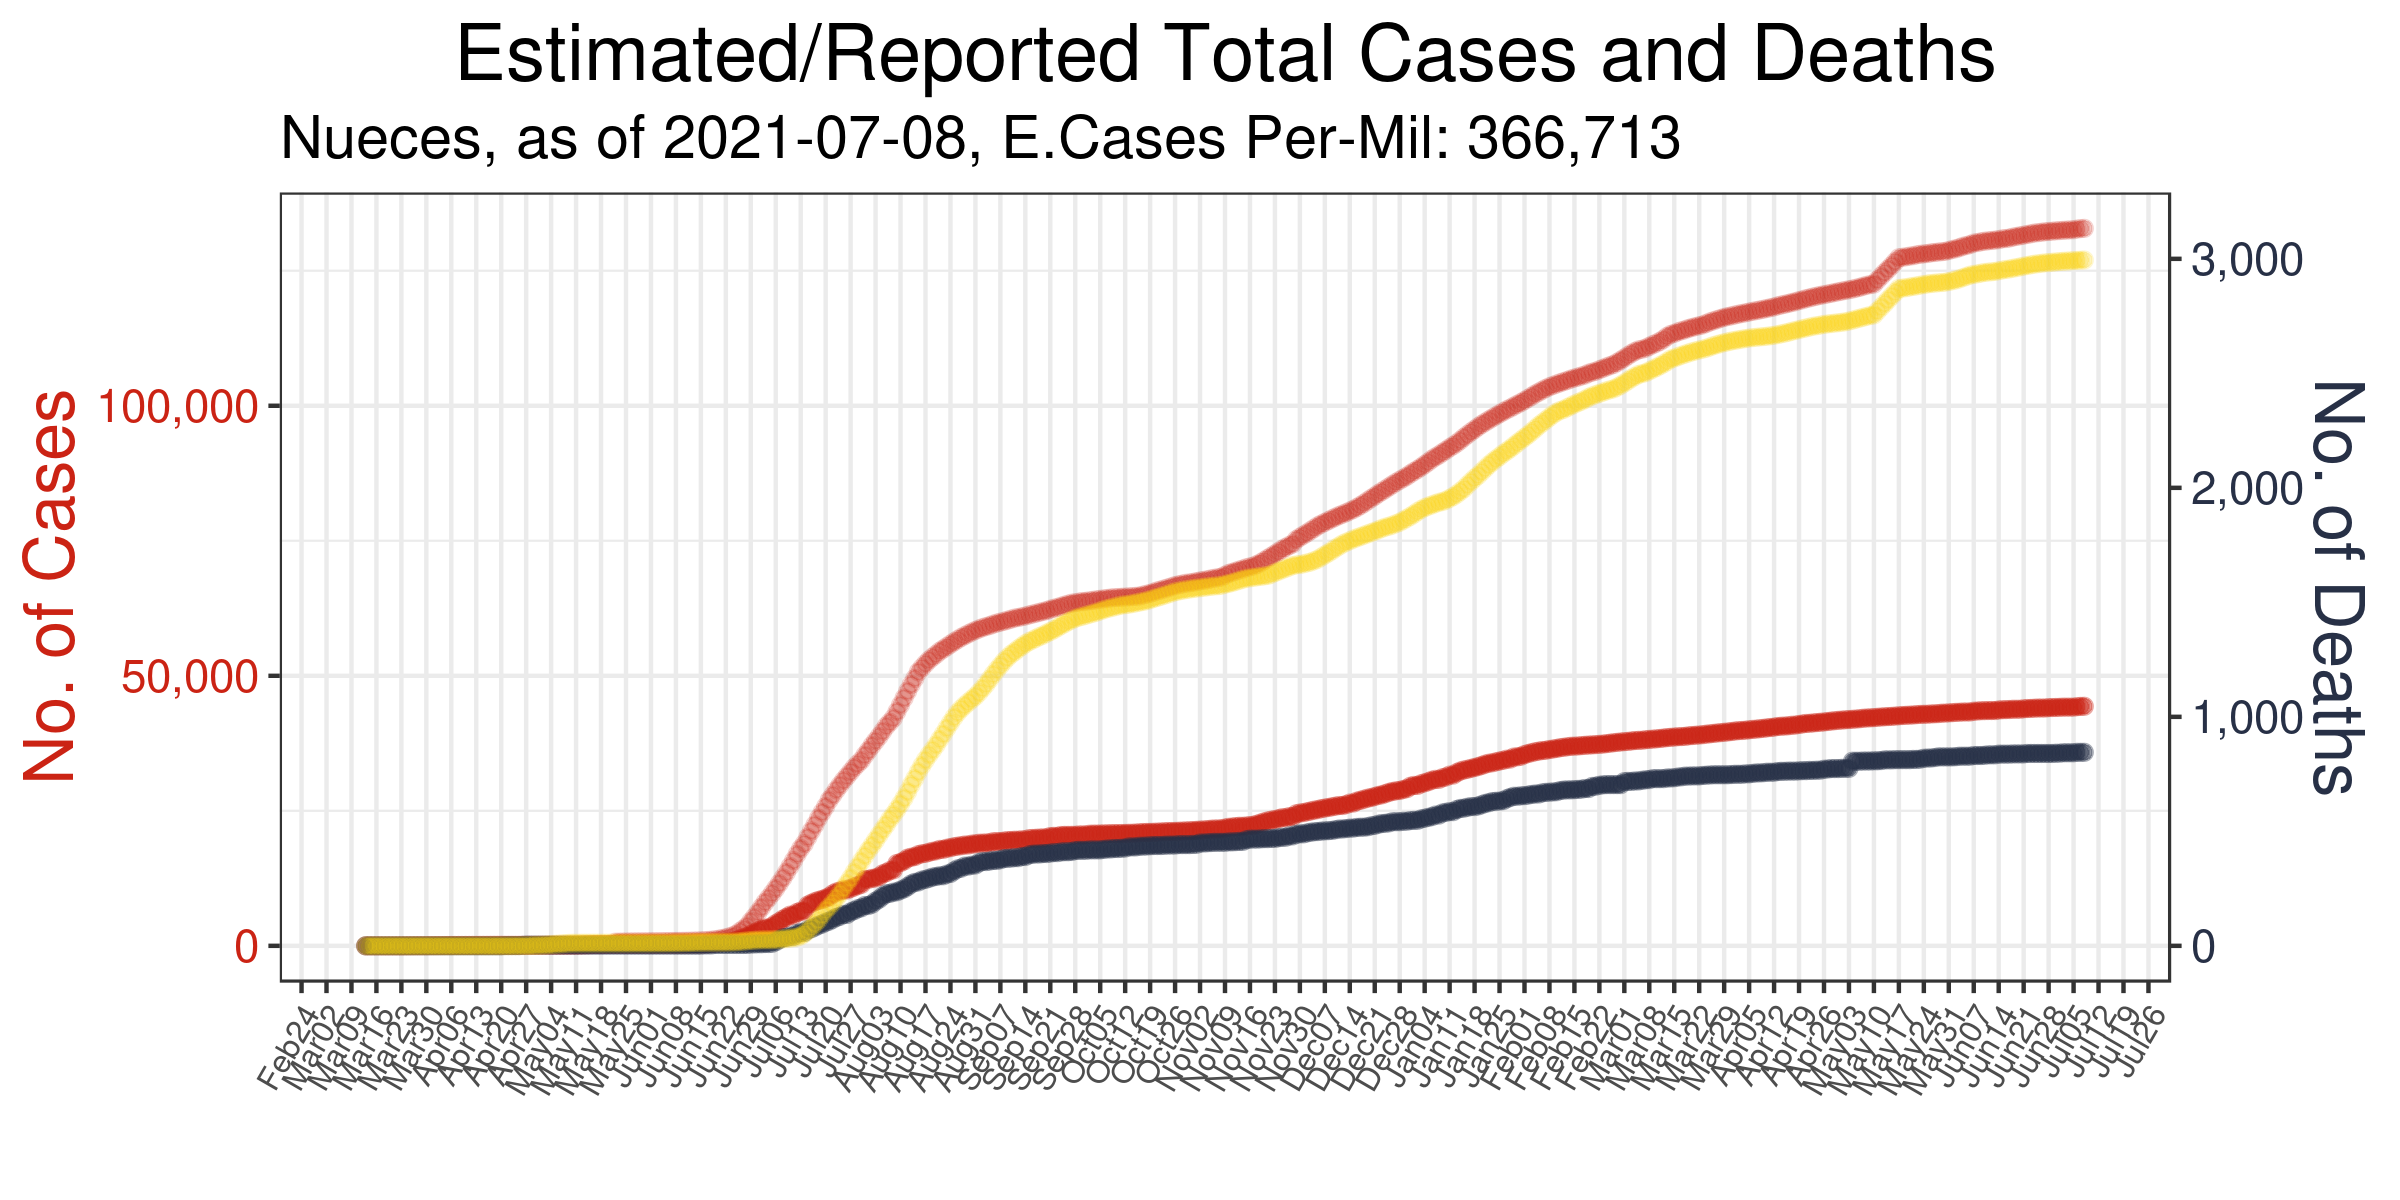 Estimated/Reported Total Cases and Deaths
Nueces, as of 2021-07-08, E.Cases Per-Mil: 366,713
No. of Cases
100,000
50,000
0
3,000
2,000
1,000
0
No. of Deaths
Feb24
Mar02
Mar09
Mar16
Mar23
Mar30
Apr06
Apr13
Apr20
Apr27
May04
May11
May18
May25
Jun01
Jun08
Jun15
Jun22
Jun29
Jul06
Jul13
Jul20
Jul27
Aug03
Aug10
Aug17
Aug24
Aug31
Sep07
Sep14
Sep21
Sep28
Oct05
Oct12
Oct19
Oct26
Nov02
Nov09
Nov16
Nov23
Nov30
Dec07
Dec14
Dec21
Dec28
Jan04
Jan11
Jan18
Jan25
Feb01
Feb08
Feb15
Feb22
Mar01
Mar08
Mar15
Mar22
Mar29
Apr05
Apr12
Apr19
Apr26
May03
May10
May17
May24
May31
Jun07
Jun14
Jun21
Jun28
Jul05
Jul12
Jul19
Jul26